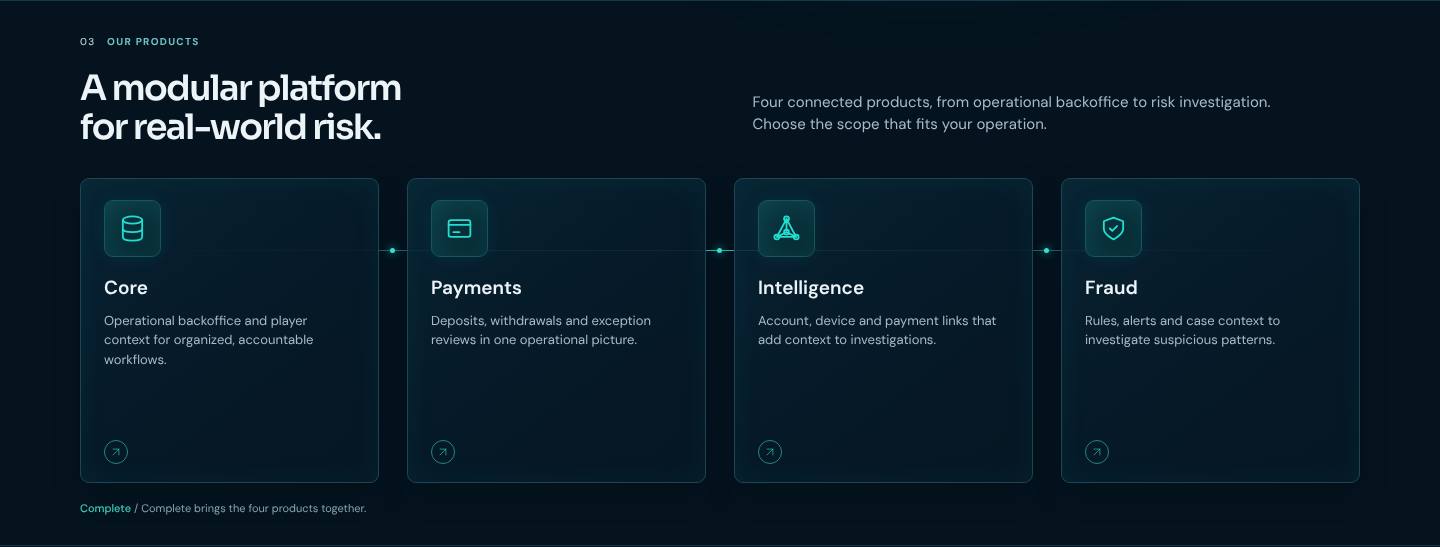 03 OUR PRODUCTS
A modular platform
for real-world risk.
Four connected products, from operational backoffice to risk investigation.
Choose the scope that fits your operation.
Core
Operational backoffice and player
context for organized, accountable
workflows.
Payments
Deposits, withdrawals and exception
reviews in one operational picture.
Intelligence
Account, device and payment links that
add context to investigations.
Fraud
Rules, alerts and case context to
investigate suspicious patterns.
Complete / Complete brings the four products together.